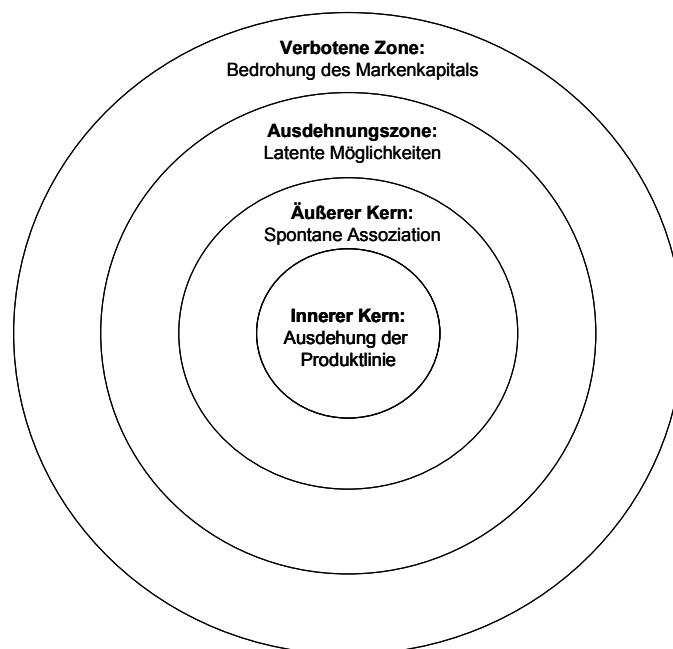 Verbotene Zone:
Bedrohung des Markenkapitals
Ausdehnungszone:
Latente Möglichkeiten
Äußerer Kern:
Spontane Assoziation
Innerer Kern:
Ausdehung der
Produktlinie